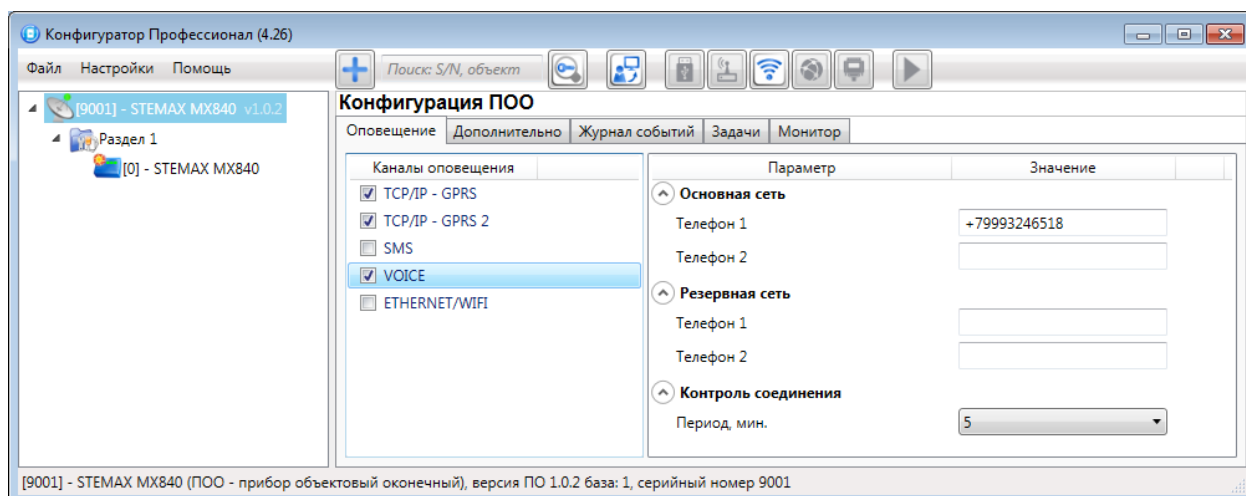 Конфигуратор Профессионал (4.26)
Файл Настройки Помощь
Поиск: S/N, объект
[9001] - STEMAX MX840 v1.0.2
Раздел 1
[0] - STEMAX MX840
Конфигурация ПОО
Оповещение Дополнительно Журнал событий Задачи Монитор
Каналы оповещения
TCP/IP - GPRS
TCP/IP - GPRS 2
SMS
VOICE
ETHERNET/WIFI
Параметр Значение
Основная сеть
Телефон 1 +79993246518
Телефон 2
Резервная сеть
Телефон 1
Телефон 2
Контроль соединения
Период, мин. 5
[9001] - STEMAX MX840 (ПОО - прибор объектовый оконечный), версия ПО 1.0.2 база: 1, серийный номер 9001